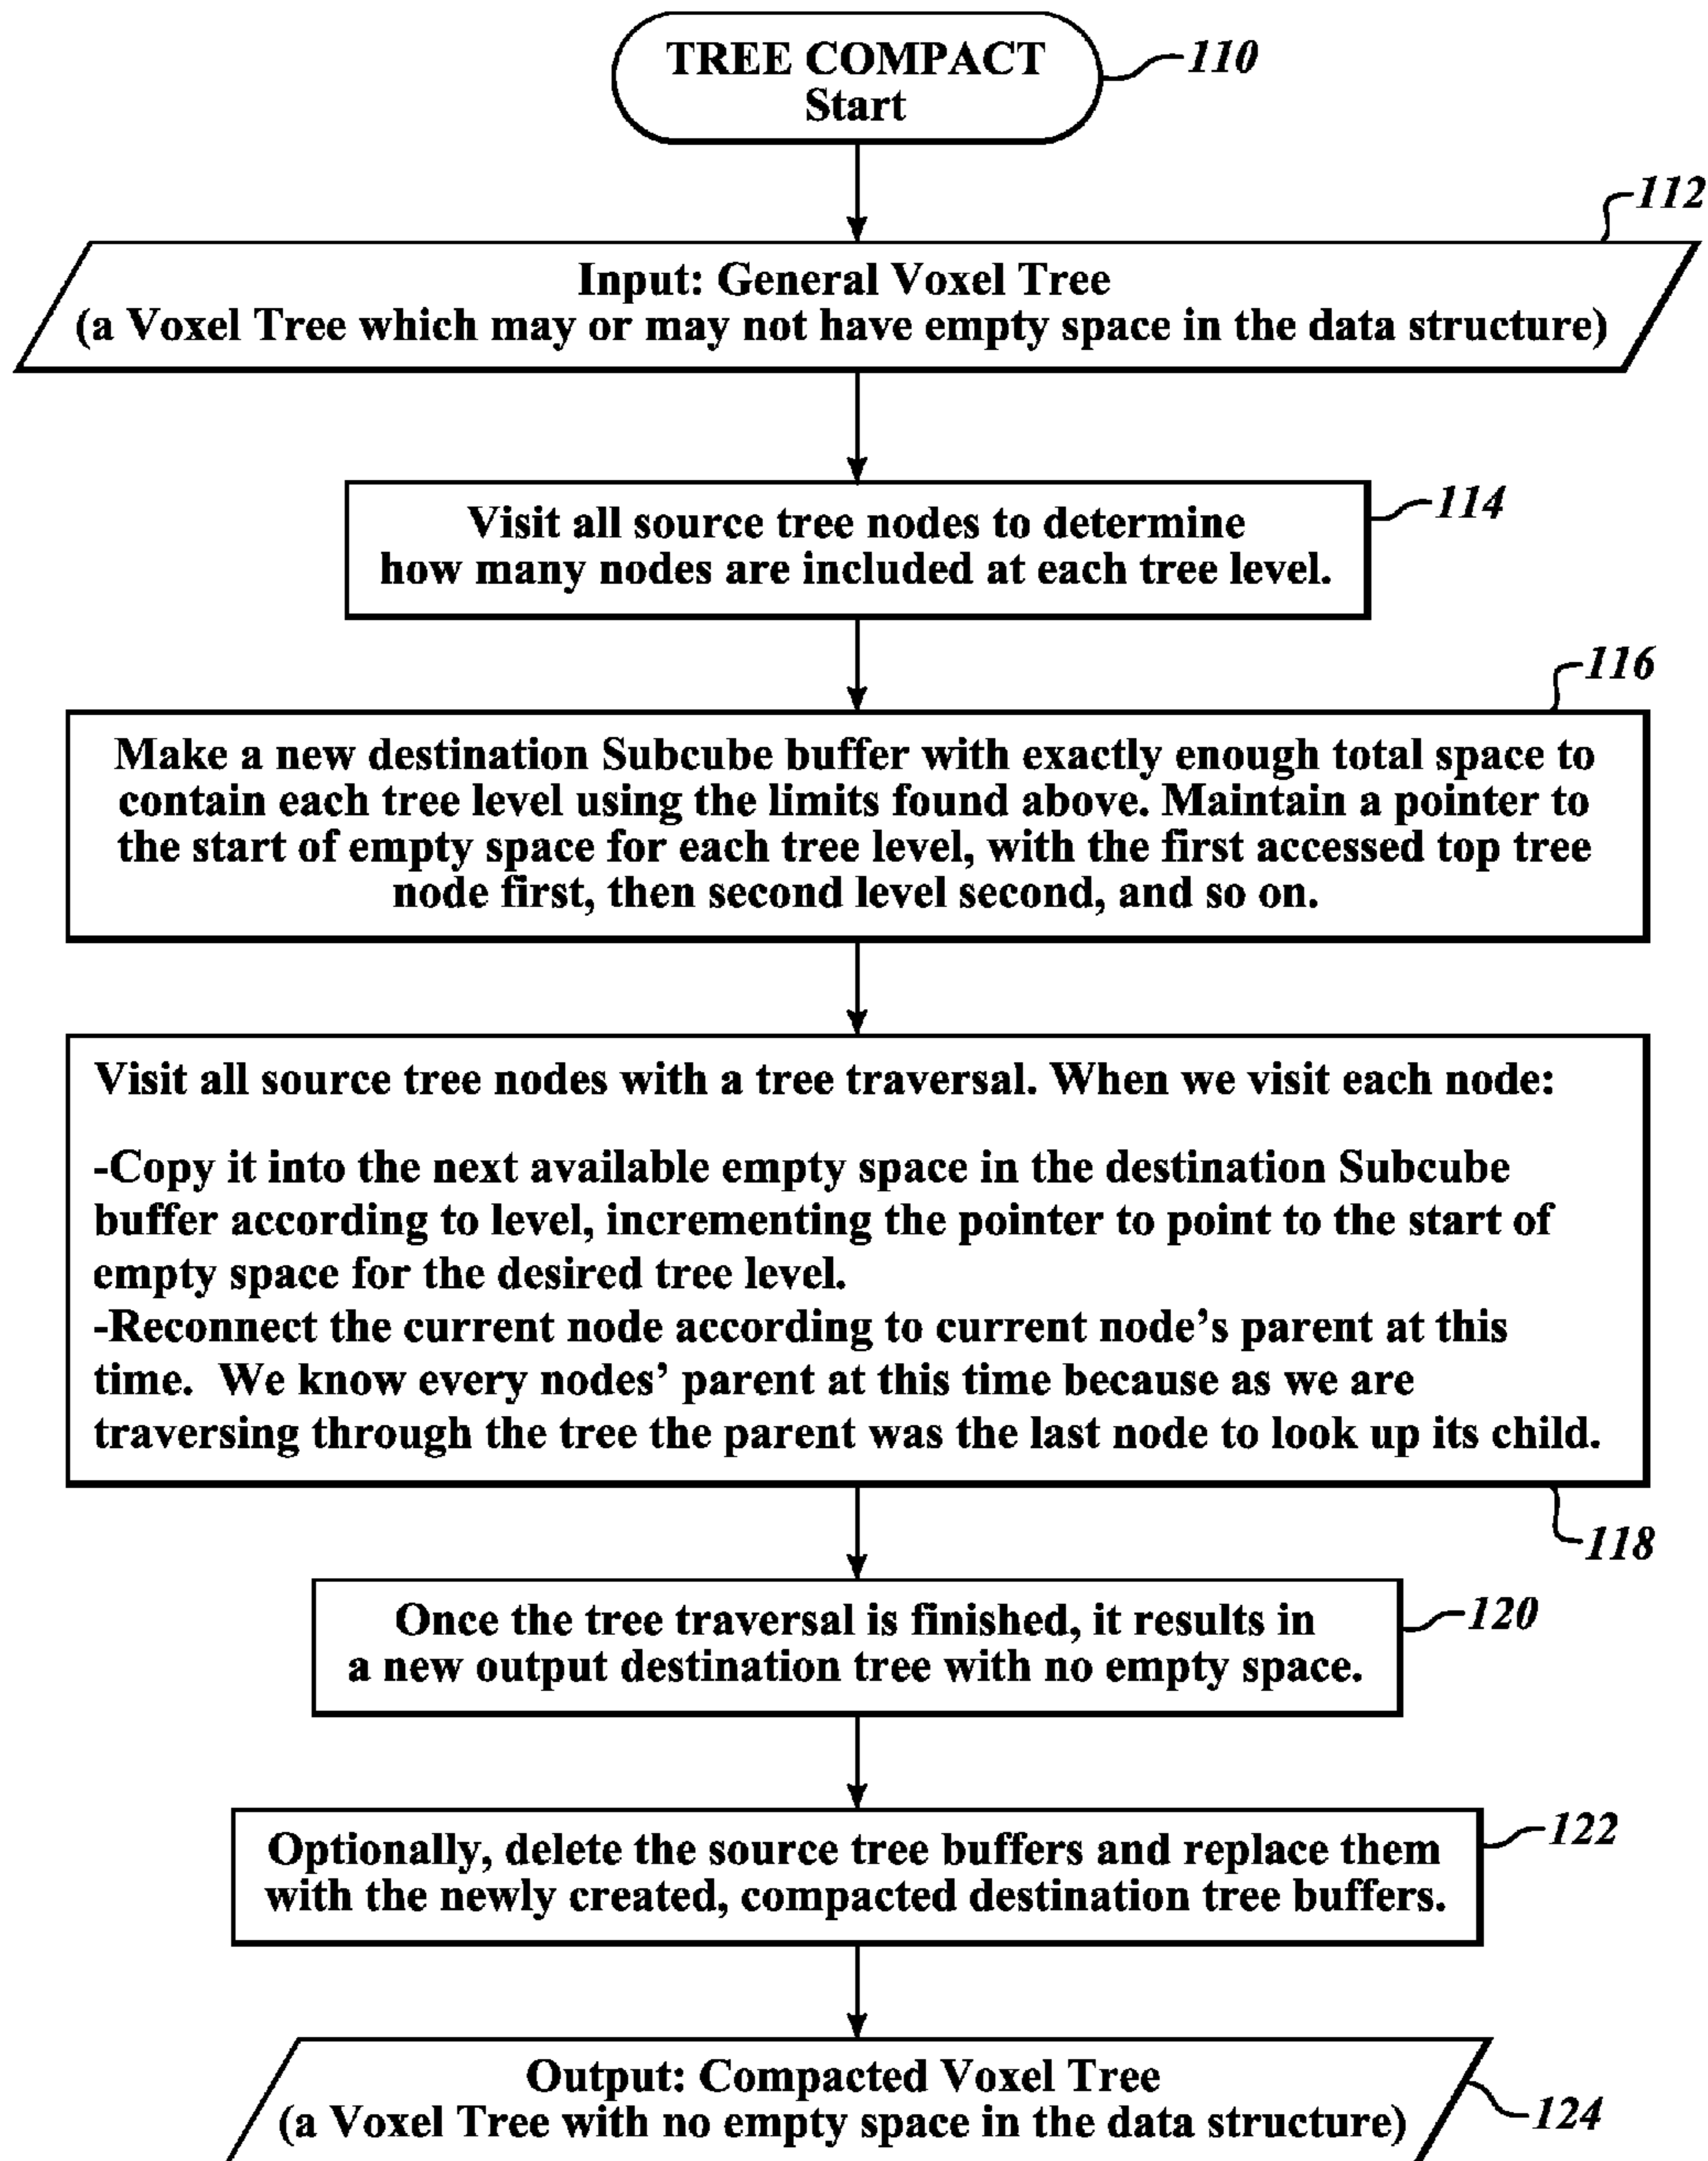 TREE COMPACT
Start
110
112
Input: General Voxel Tree
(a Voxel Tree which may or may not have empty space in the data structure)
114
Visit all source tree nodes to determine
how many nodes are included at each tree level.
116
Make a new destination Subcube buffer with exactly enough total space to
contain each tree level using the limits found above. Maintain a pointer to
the start of empty space for each tree level, with the first accessed top tree
node first, then second level second, and so on.
Visit all source tree nodes with a tree traversal. When we visit each node:
-Copy it into the next available empty space in the destination Subcube
buffer according to level, incrementing the pointer to point to the start of
empty space for the desired tree level.
-Reconnect the current node according to current node’s parent at this
time.  We know every nodes’ parent at this time because as we are
traversing through the tree the parent was the last node to look up its child.
118
Once the tree traversal is finished, it results in
a new output destination tree with no empty space.
120
Optionally, delete the source tree buffers and replace them
with the newly created, compacted destination tree buffers.
122
Output: Compacted Voxel Tree
(a Voxel Tree with no empty space in the data structure)
124